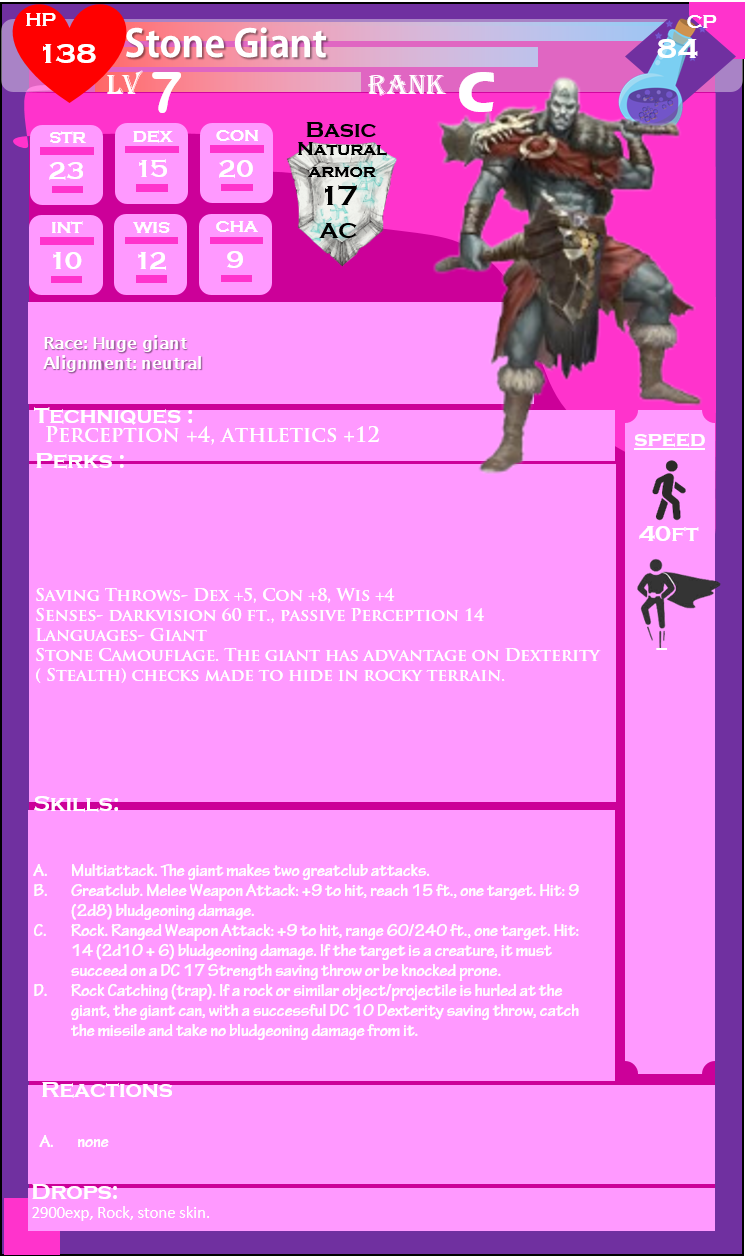 HP
138
Stone Giant
CP
84
LV 7
RANK C
STR
23
DEX
15
CON
20
INT
10
WIS
12
CHA
9
BASIC
NATURAL
ARMOR
17
AC
Race: Huge giant
Alignment: neutral
TECHNIQUES :
PERCEPTION +4, ATHLETICS +12
PERKS :
SPEED
40FT
SAVING THROWS- DEX +5, CON +8, WIS +4
SENSES- DARKVISION 60 FT., PASSIVE PERCEPTION 14
LANGUAGES- GIANT
STONE CAMOUFLAGE. THE GIANT HAS ADVANTAGE ON DEXTERITY
( STEALTH) CHECKS MADE TO HIDE IN ROCKY TERRAIN.
SKILLS:
A. Multiattack. The giant makes two greatclub attacks.
B. Greatclub. Melee Weapon Attack: +9 to hit, reach 15 ft., one target. Hit: 9
(2d8) bludgeoning damage.
C. Rock. Ranged Weapon Attack: +9 to hit, range 60/240 ft., one target. Hit:
14 (2d10 + 6) bludgeoning damage. If the target is a creature, it must
succeed on a DC 17 Strength saving throw or be knocked prone.
D. Rock Catching (trap). If a rock or similar object/projectile is hurled at the
giant, the giant can, with a successful DC 10 Dexterity saving throw, catch
the missile and take no bludgeoning damage from it.
REACTIONS
A. none
DROPS:
2900exp, Rock, stone skin.